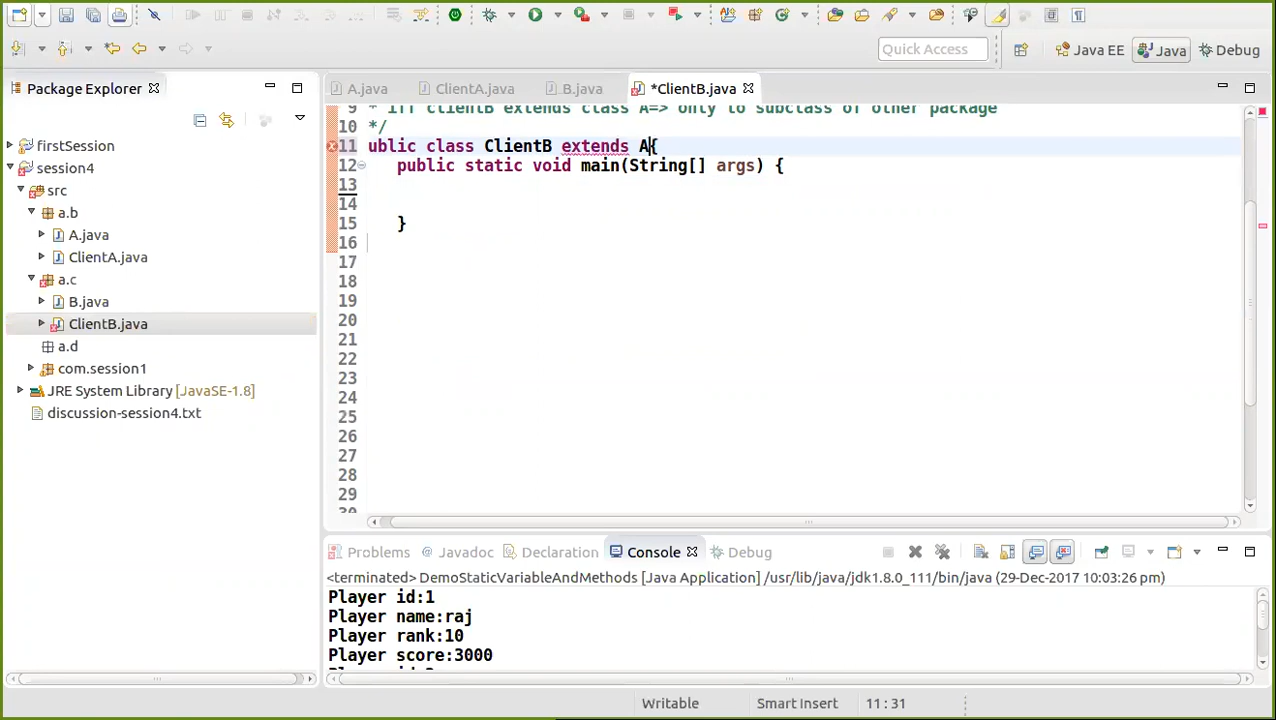 Quick Access
Java EE
Java
Debug
Package Explorer
A.java
ClientA.java
B.java
*ClientB.java
firstSession
session4
src
a.b
A.java
ClientA.java
a.c
B.java
ClientB.java
a.d
com.session1
JRE System Library [JavaSE-1.8]
discussion-session4.txt
9 * iff clientB extends class A=> only to subclass of other package
10 */
11 ublic class ClientB extends A{
12 public static void main(String[] args) {
13
14
15 }
16
17
18
19
20
21
22
23
24
25
26
27
28
29
30
Problems
@ Javadoc
Declaration
Console
Debug
<terminated> DemoStaticVariableAndMethods [Java Application] /usr/lib/java/jdk1.8.0_111/bin/java (29-Dec-2017 10:03:26 pm)
Player id:1
Player name:raj
Player rank:10
Player score:3000
Writable
Smart Insert
11 : 31